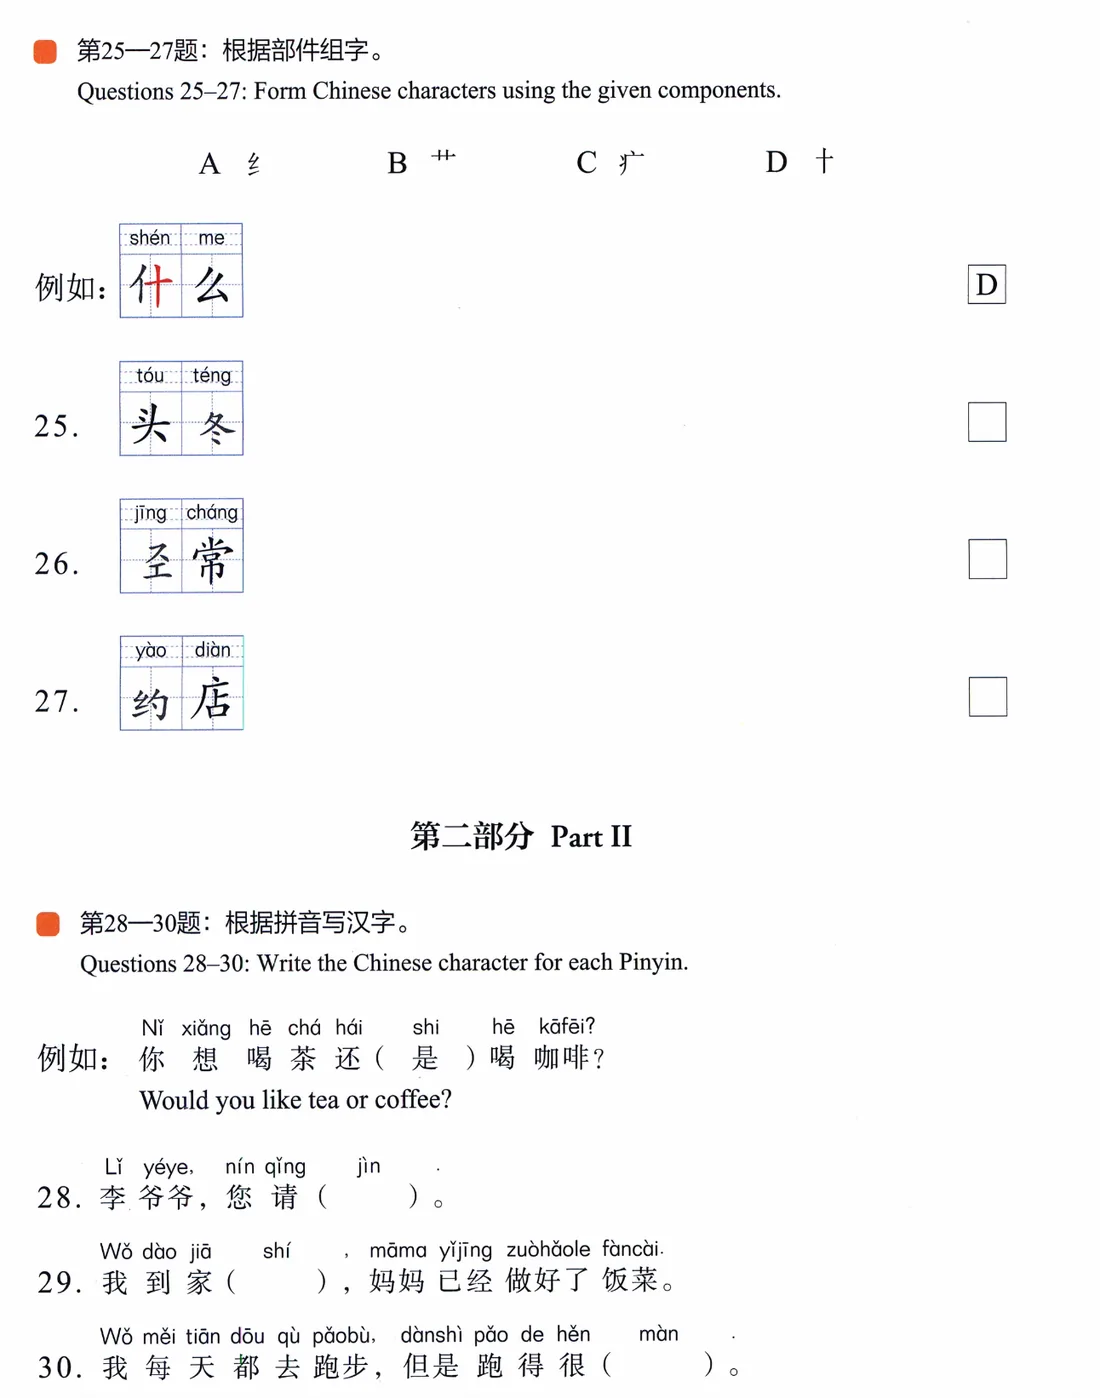 第25—27题：根据部件组字。
Questions 25–27: Form Chinese characters using the given components.
A 纟 B 艹 C 疒 D 十
shén me
例如： 什么 D
tóu téng
25. 头 冬
jīng cháng
26. 𢀖 常
yào diàn
27. 约 店
第二部分 Part II
第28—30题：根据拼音写汉字。
Questions 28–30: Write the Chinese character for each Pinyin.
Nǐ xiǎng hē chá hái shi hē kāfēi?
例如： 你 想 喝 茶 还（ 是 ）喝 咖啡？
Would you like tea or coffee?
Lǐ yéye, nín qǐng jìn .
28. 李 爷爷，您 请（ ）。
Wǒ dào jiā shí , māma yǐjīng zuòhǎole fàncài.
29. 我 到 家（ ），妈妈 已经 做好了 饭菜。
Wǒ měi tiān dōu qù pǎobù, dànshì pǎo de hěn màn .
30. 我 每 天 都 去 跑步，但是 跑 得 很（ ）。